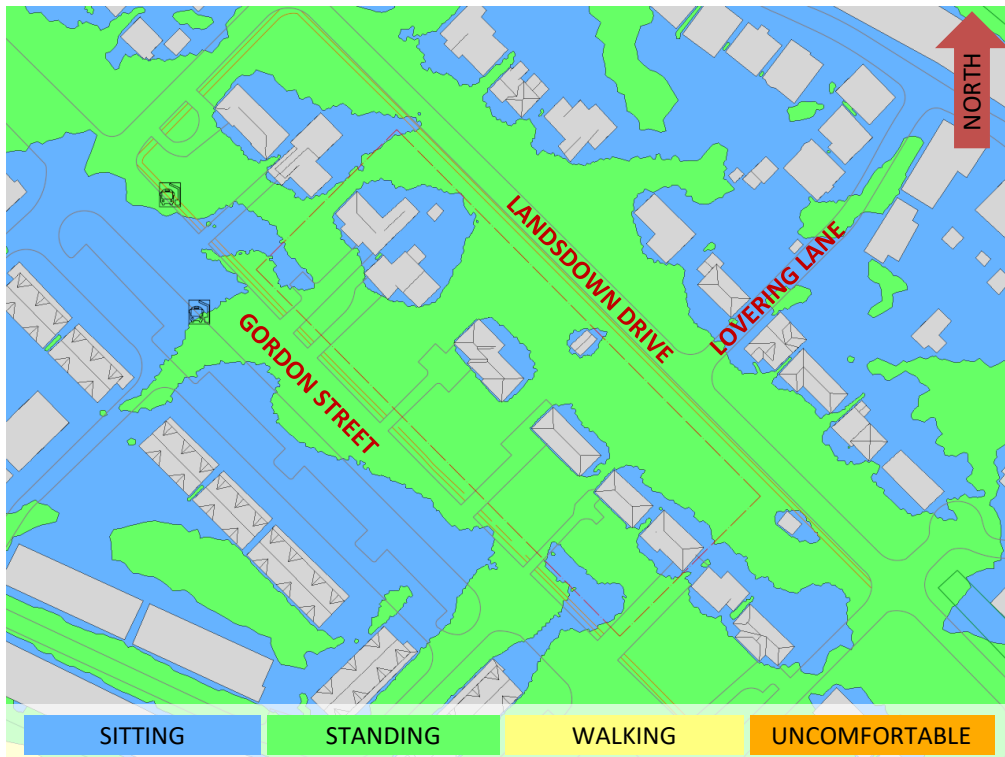 NORTH
LANDSDOWN DRIVE
LOVERING LANE
GORDON STREET
SITTING
STANDING
WALKING
UNCOMFORTABLE